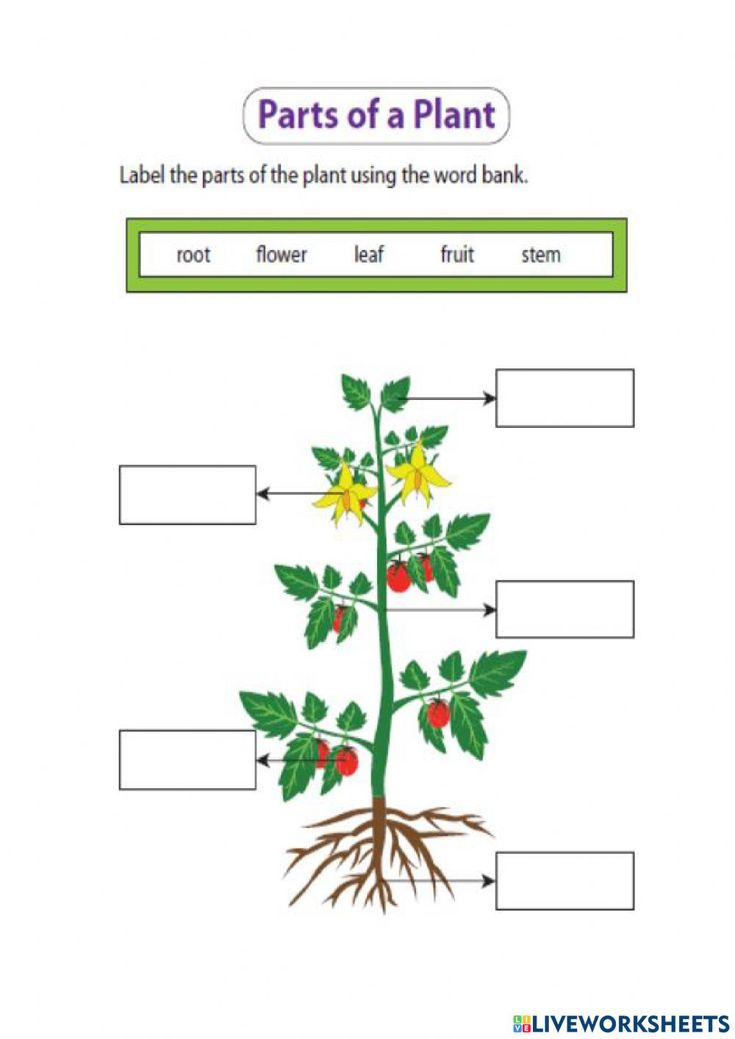 Parts of a Plant
Label the parts of the plant using the word bank.
root flower leaf fruit stem
LIVE LIVEWORKSHEETS